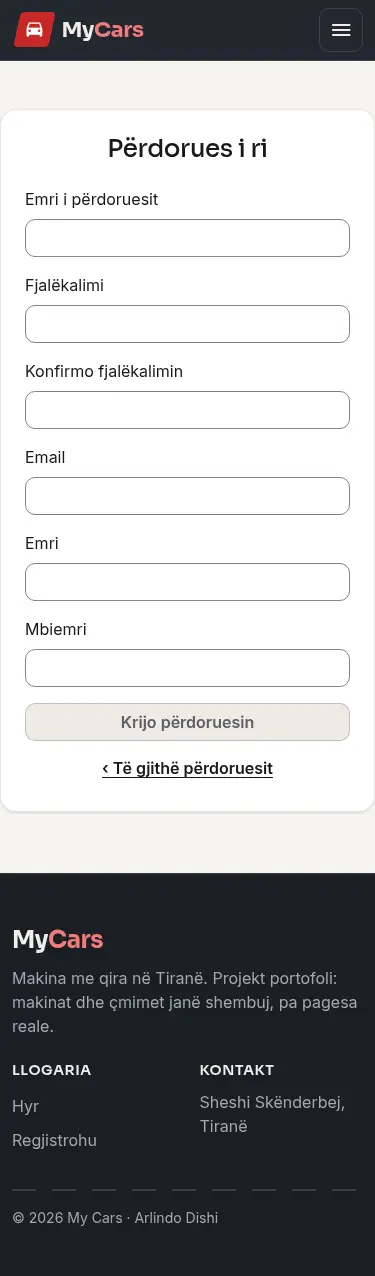 MyCars
Përdorues i ri
Emri i përdoruesit
Fjalëkalimi
Konfirmo fjalëkalimin
Email
Emri
Mbiemri
Krijo përdoruesin
‹ Të gjithë përdoruesit
MyCars
Makina me qira në Tiranë. Projekt portofoli:
makinat dhe çmimet janë shembuj, pa pagesa
reale.
LLOGARIA
Hyr
Regjistrohu
KONTAKT
Sheshi Skënderbej,
Tiranë
© 2026 My Cars · Arlindo Dishi